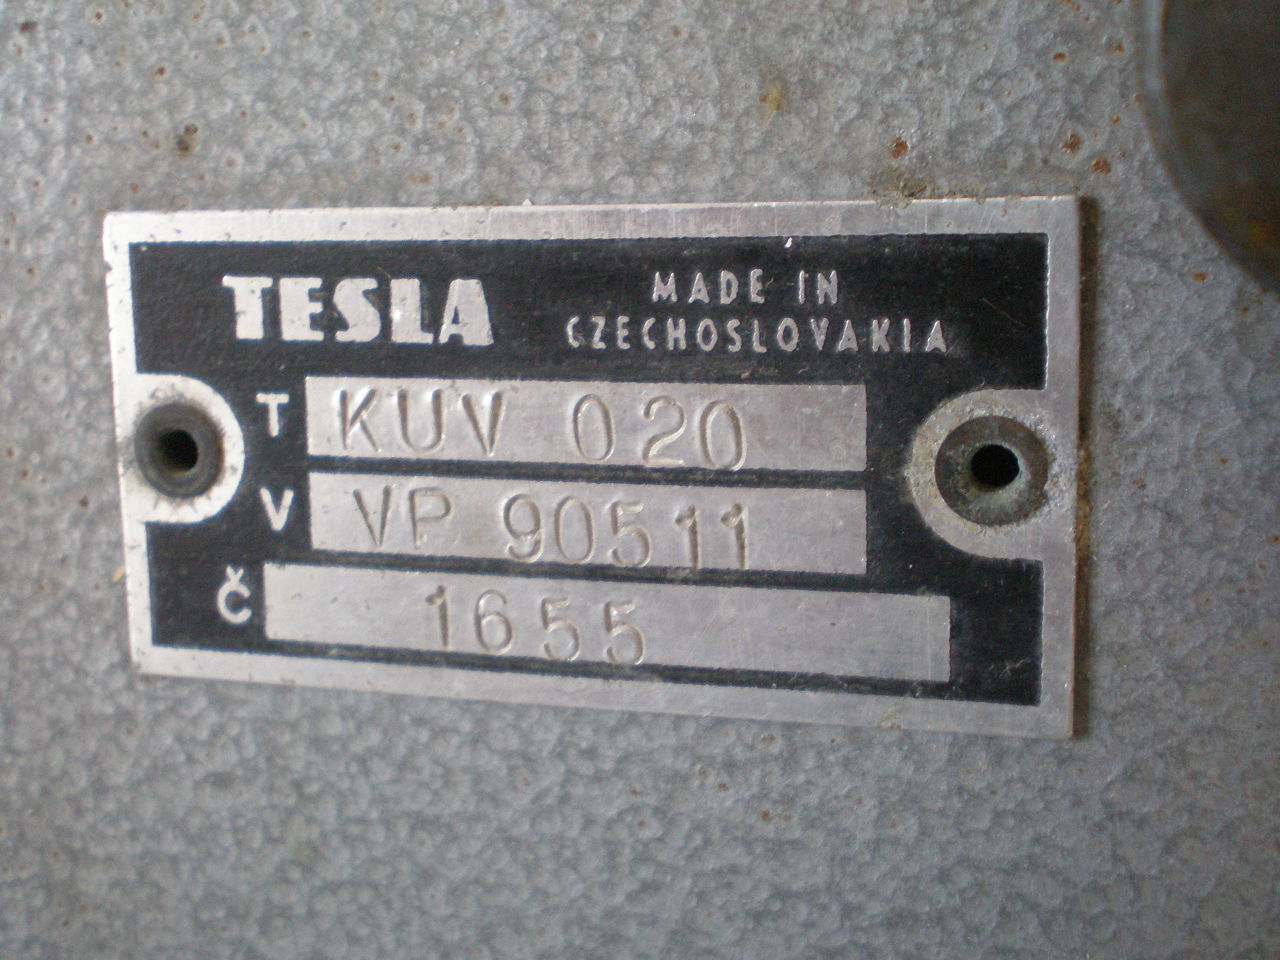 TESLA
MADE IN
CZECHOSLOVAKIA
T KUV 020
V VP 90511
Č 1655